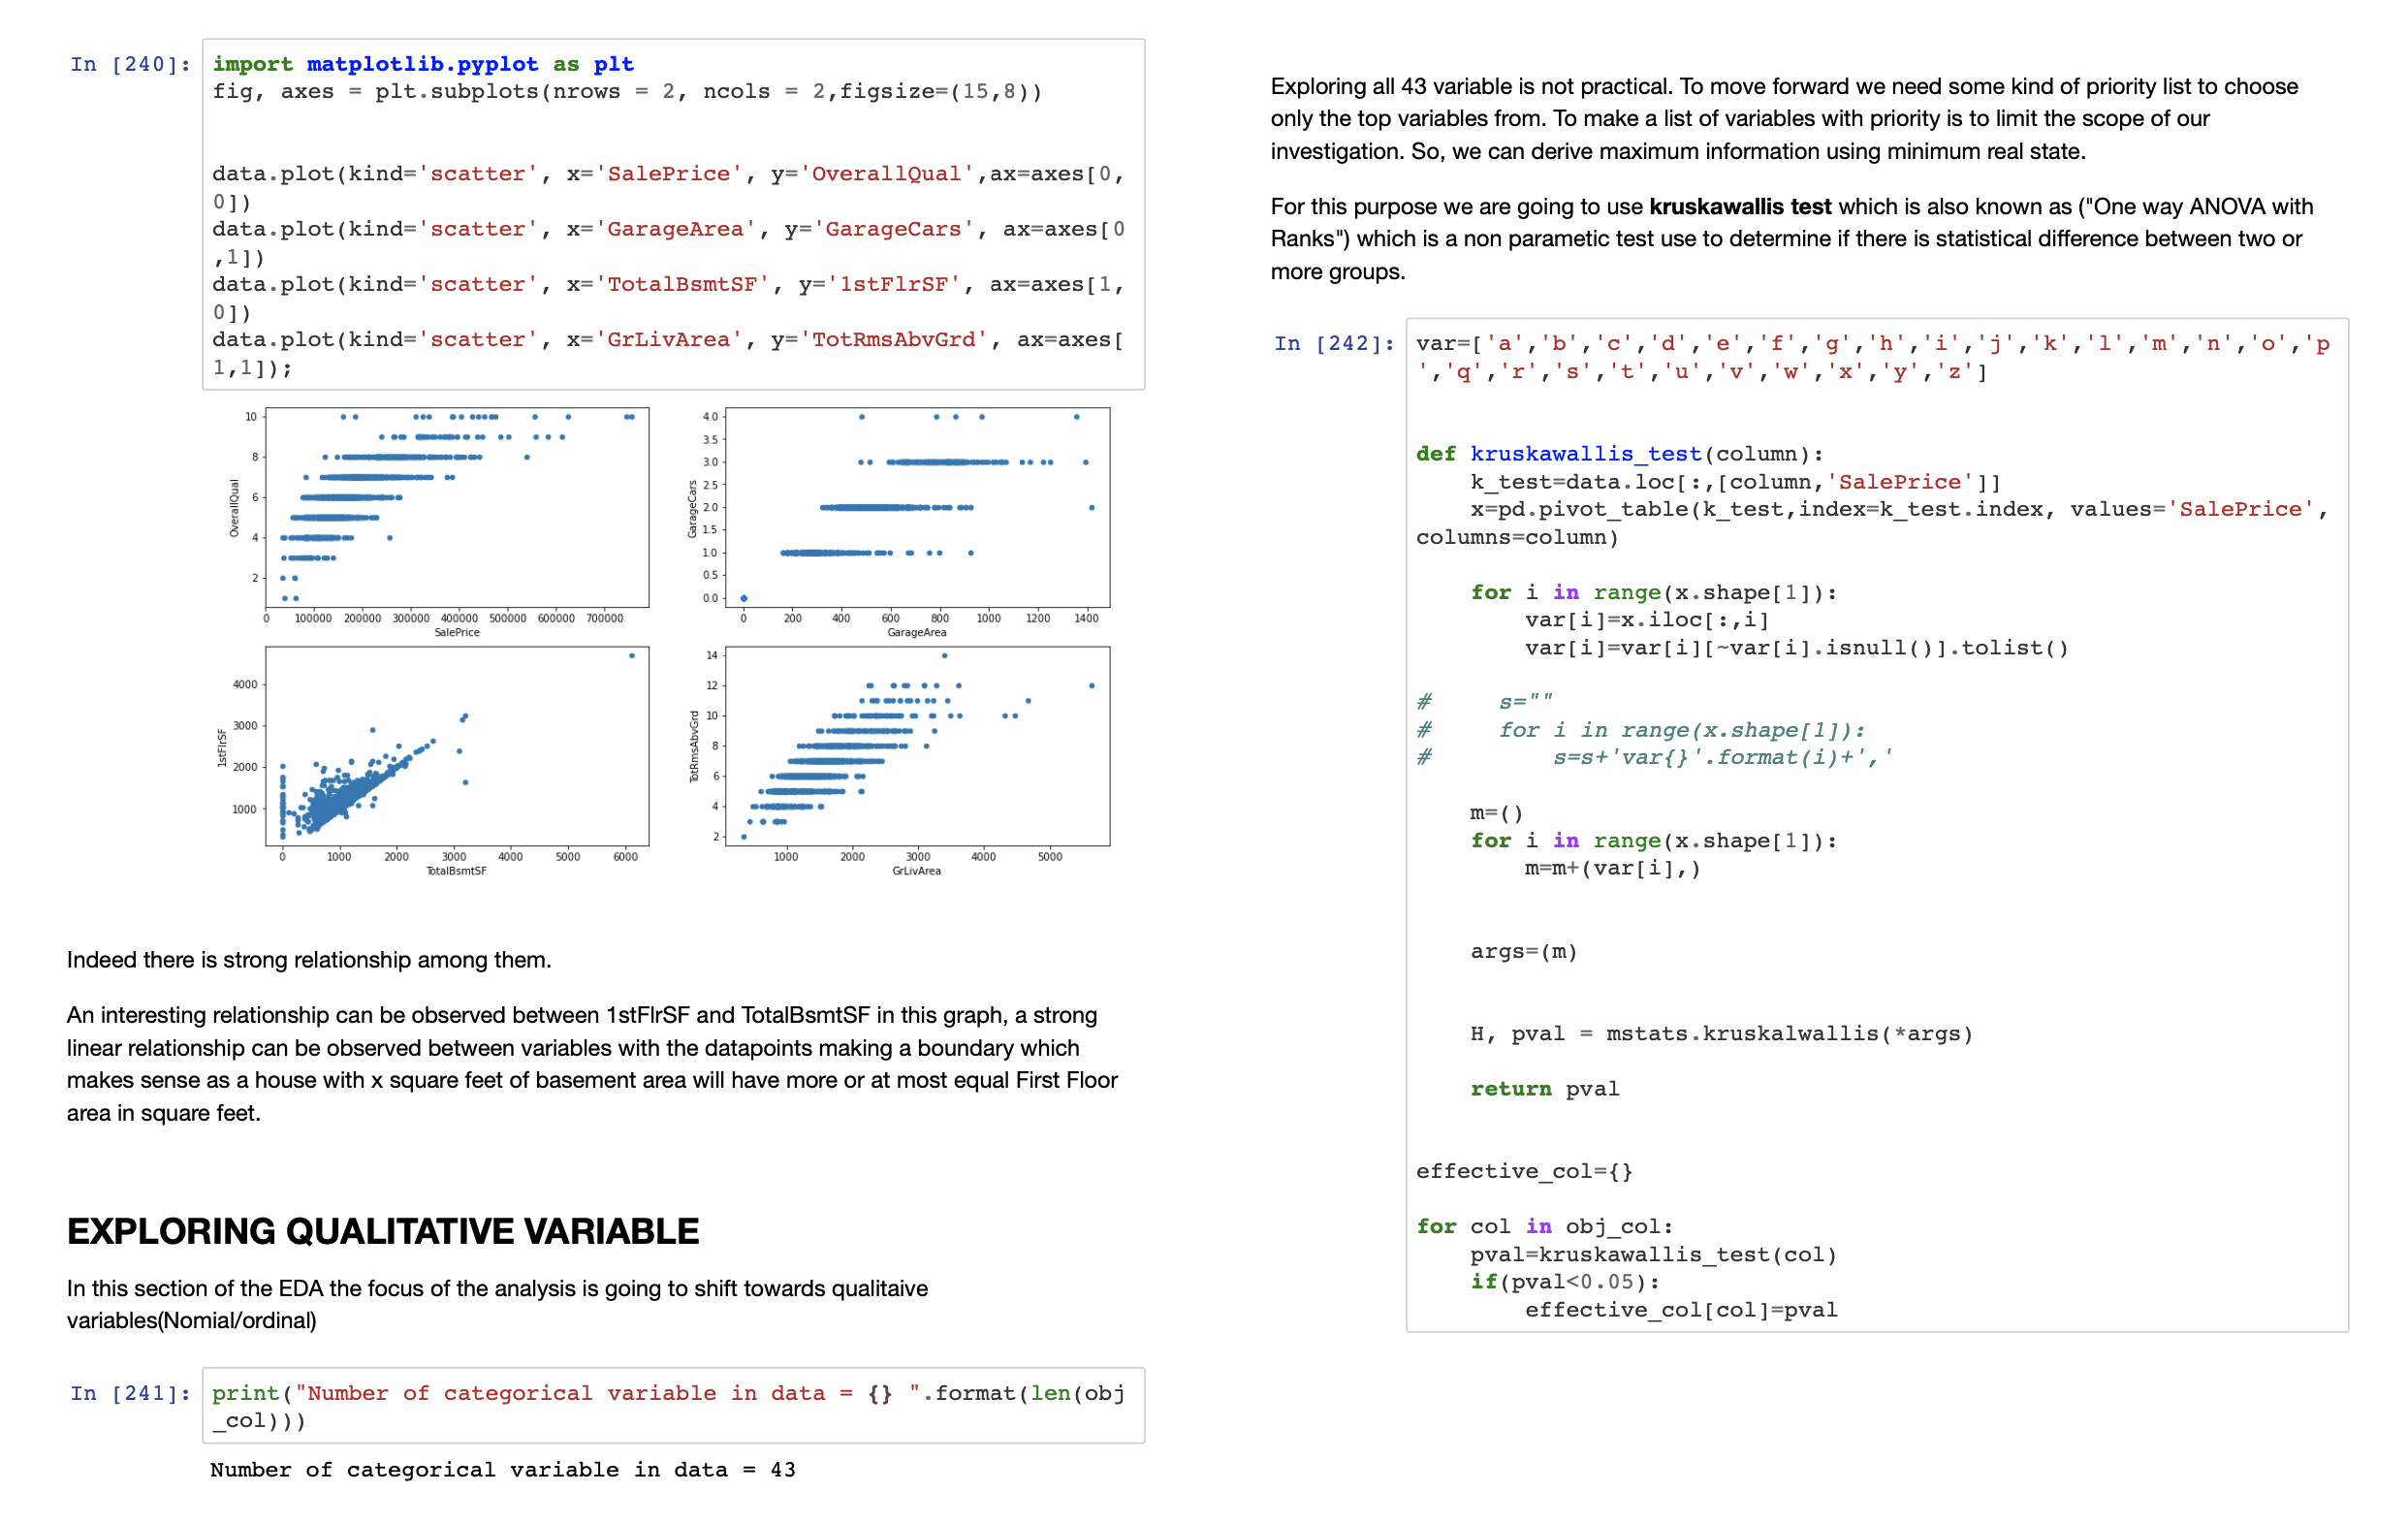 In [240]:
import matplotlib.pyplot as plt
fig, axes = plt.subplots(nrows = 2, ncols = 2,figsize=(15,8))
data.plot(kind='scatter', x='SalePrice', y='OverallQual',ax=axes[0,
0])
data.plot(kind='scatter', x='GarageArea', y='GarageCars', ax=axes[0
,1])
data.plot(kind='scatter', x='TotalBsmtSF', y='1stFlrSF', ax=axes[1,
0])
data.plot(kind='scatter', x='GrLivArea', y='TotRmsAbvGrd', ax=axes[
1,1]);
10
8
6
4
2
OverallQual
0 100000 200000 300000 400000 500000 600000 700000
SalePrice
4.0
3.5
3.0
2.5
2.0
1.5
1.0
0.5
0.0
GarageCars
0 200 400 600 800 1000 1200 1400
GarageArea
4000
3000
2000
1000
1stFlrSF
0 1000 2000 3000 4000 5000 6000
TotalBsmtSF
14
12
10
8
6
4
2
TotRmsAbvGrd
1000 2000 3000 4000 5000
GrLivArea
Indeed there is strong relationship among them.
An interesting relationship can be observed between 1stFlrSF and TotalBsmtSF in this graph, a strong
linear relationship can be observed between variables with the datapoints making a boundary which
makes sense as a house with x square feet of basement area will have more or at most equal First Floor
area in square feet.
EXPLORING QUALITATIVE VARIABLE
In this section of the EDA the focus of the analysis is going to shift towards qualitaive
variables(Nomial/ordinal)
In [241]:
print("Number of categorical variable in data = {} ".format(len(obj
_col)))
Number of categorical variable in data = 43
Exploring all 43 variable is not practical. To move forward we need some kind of priority list to choose
only the top variables from. To make a list of variables with priority is to limit the scope of our
investigation. So, we can derive maximum information using minimum real state.
For this purpose we are going to use kruskawallis test which is also known as ("One way ANOVA with
Ranks") which is a non parametic test use to determine if there is statistical difference between two or
more groups.
In [242]:
var=['a','b','c','d','e','f','g','h','i','j','k','l','m','n','o','p
','q','r','s','t','u','v','w','x','y','z']
def kruskawallis_test(column):
    k_test=data.loc[:,[column,'SalePrice']]
    x=pd.pivot_table(k_test,index=k_test.index, values='SalePrice',
columns=column)
    for i in range(x.shape[1]):
        var[i]=x.iloc[:,i]
        var[i]=var[i][~var[i].isnull()].tolist()
#     s=""
#     for i in range(x.shape[1]):
#         s=s+'var{}'.format(i)+','
    m=()
    for i in range(x.shape[1]):
        m=m+(var[i],)
    args=(m)
    H, pval = mstats.kruskalwallis(*args)
    return pval
effective_col={}
for col in obj_col:
    pval=kruskawallis_test(col)
    if(pval<0.05):
        effective_col[col]=pval